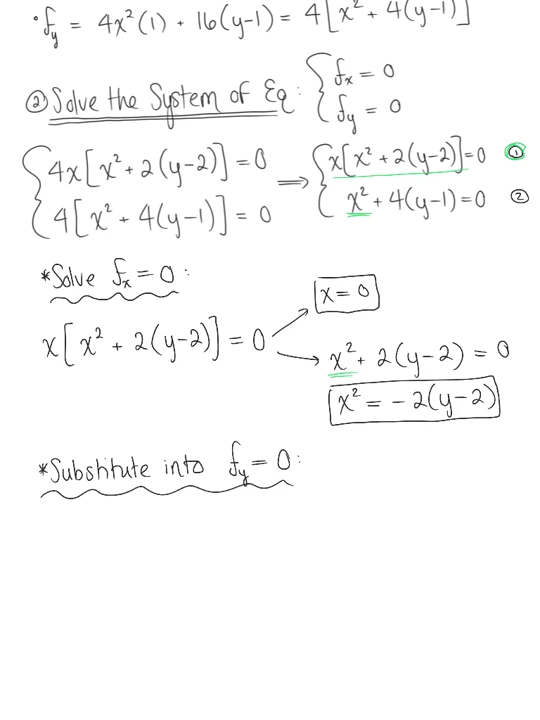 • f_y = 4x²(1) + 16(y-1) = 4[x² + 4(y-1)]
② Solve the System of Eq: { f_x = 0
f_y = 0
{ 4x[x² + 2(y-2)] = 0 ⟹ { x[x² + 2(y-2)] = 0 ①
4[x² + 4(y-1)] = 0 x² + 4(y-1) = 0 ②
*Solve f_x = 0:
x = 0
x[x² + 2(y-2)] = 0
x² + 2(y-2) = 0
x² = -2(y-2)
*Substitute into f_y = 0: